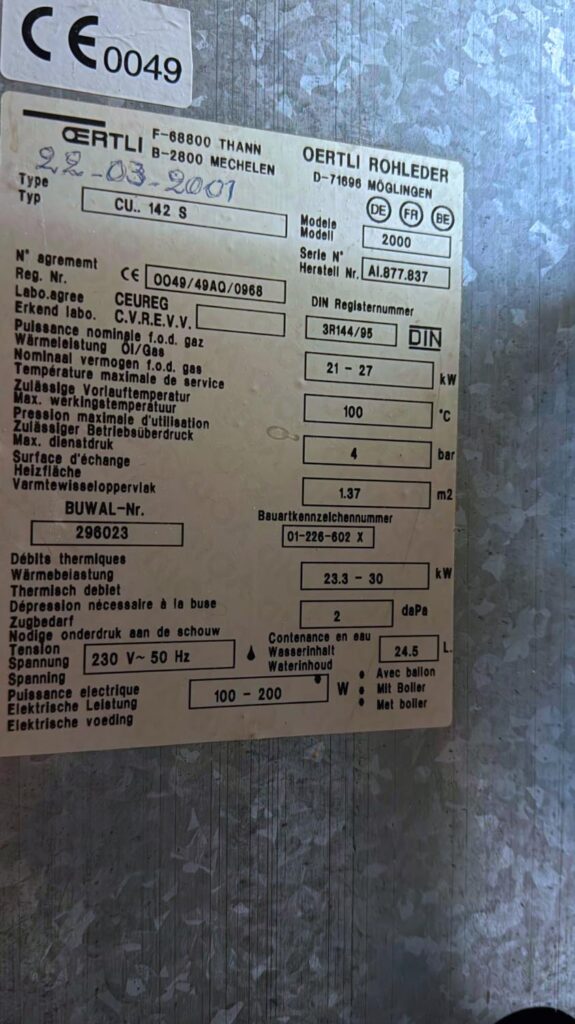 CE 0049
ŒRTLI F-68800 THANN
B-2800 MECHELEN
OERTLI ROHLEDER
D-71696 MÖGLINGEN
22-03-2001
DE FR BE
Type
Typ
CU.. 142 S
Modele
Modell
2000
Serie N°
Herstell Nr. AI.877.837
N° agrement
Reg. Nr.
CE 0049/49AQ/0968
Labo.agree CEUREG
Erkend labo. C.V.R.E.V.V.
DIN Registernummer
3R144/95 DIN
Puissance nominale f.o.d. gaz
Wärmeleistung Öl/Gas
Nominaal vermogen f.o.d. gas
21 - 27 kW
Température maximale de service
Zulässige Vorlauftemperatur
Max. werkingstemperatuur
100 °C
Pression maximale d'utilisation
Zulässiger Betriebsüberdruck
Max. dienstdruk
4 bar
Surface d'échange
Heizfläche
Varmtewisseloppervlak
1.37 m2
BUWAL-Nr.
296023
Bauartkennzeichennummer
01-226-602 X
Débits thermiques
Wärmebelastung
Thermisch debiet
23.3 - 30 kW
Dépression nécessaire à la buse
Zugbedarf
Nodige onderdruk aan de schouw
2 daPa
Tension
Spannung
Spanning
230 V~ 50 Hz
Contenance en eau
Wasserinhalt
Waterinhoud
24.5 L.
Puissance electrique
Elektrische Leistung
Elektrische voeding
100 - 200 W
Avec ballon
Mit Boiler
Met boiler